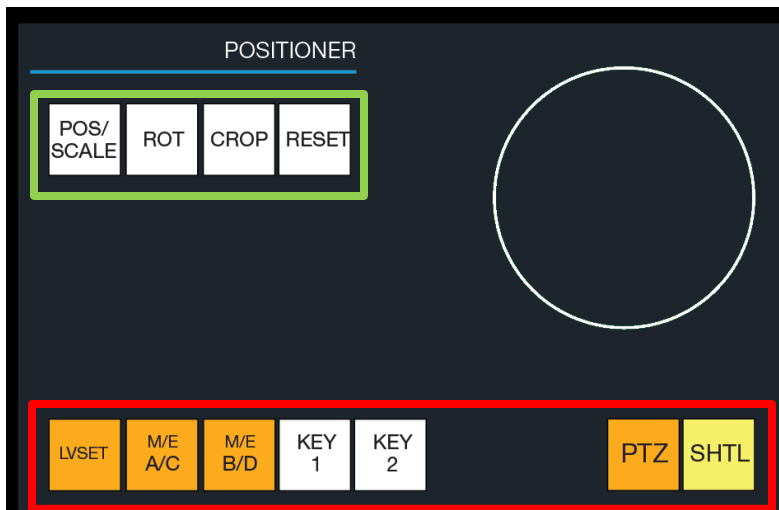 POSITIONER
POS/
SCALE
ROT
CROP
RESET
LVSET
M/E
A/C
M/E
B/D
KEY
1
KEY
2
PTZ
SHTL